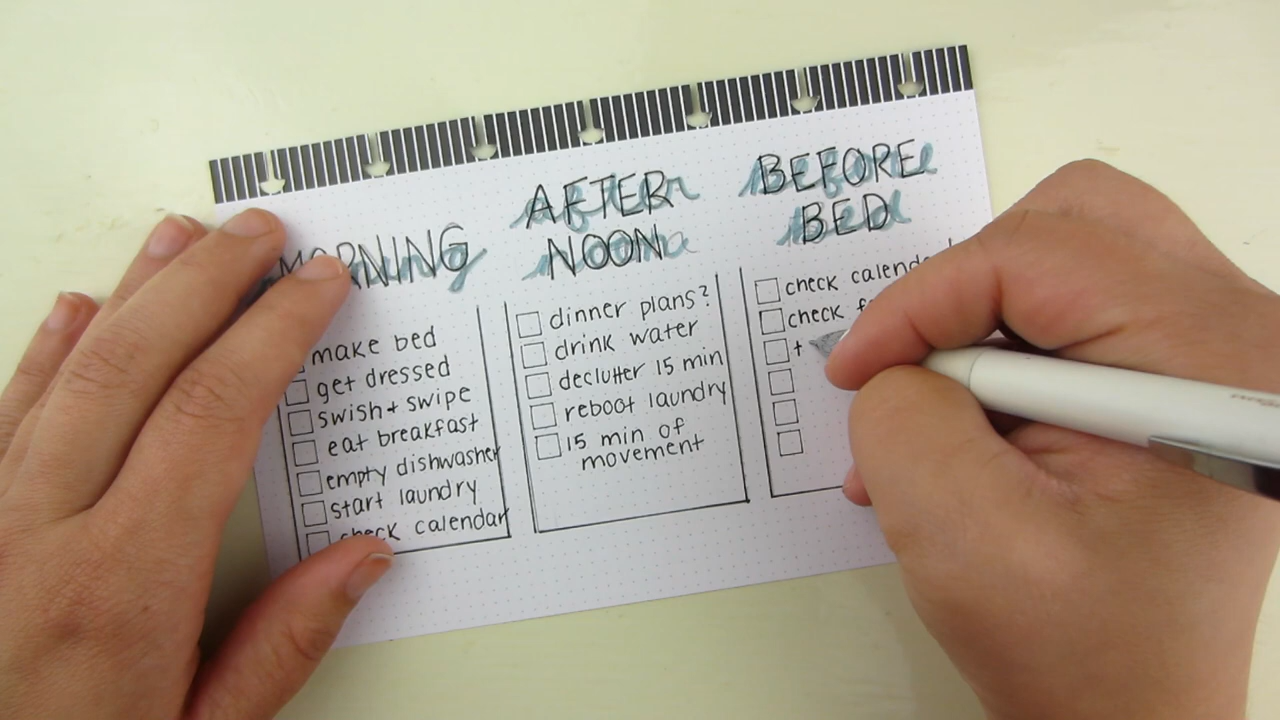 MORNING
make bed
get dressed
swish + swipe
eat breakfast
empty dishwasher
start laundry
check calendar
AFTER
NOON
dinner plans?
drink water
declutter 15 min
reboot laundry
15 min of
movement
BEFORE
BED
check calendar
check
t